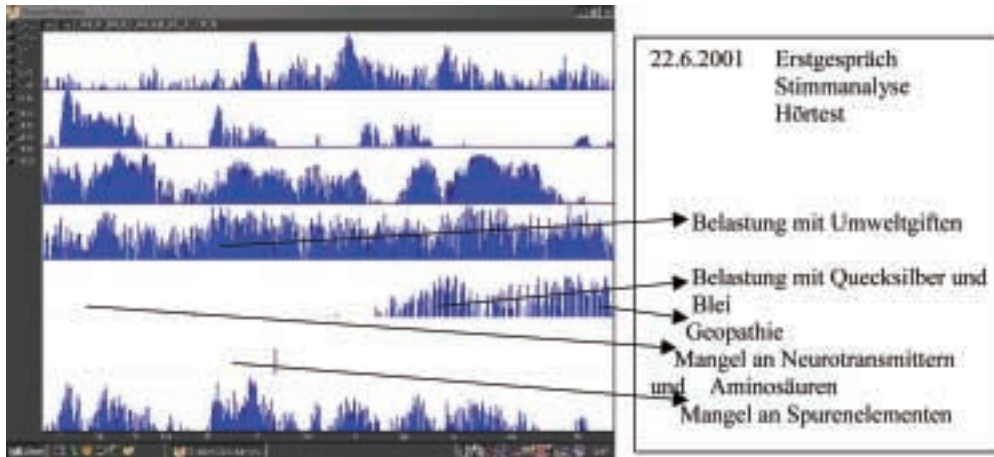 22.6.2001 Erstgespräch
Stimmanalyse
Hörtest
Belastung mit Umweltgiften
Belastung mit Quecksilber und
Blei
Geopathie
Mangel an Neurotransmittern
und Aminosäuren
Mangel an Spurenelementen